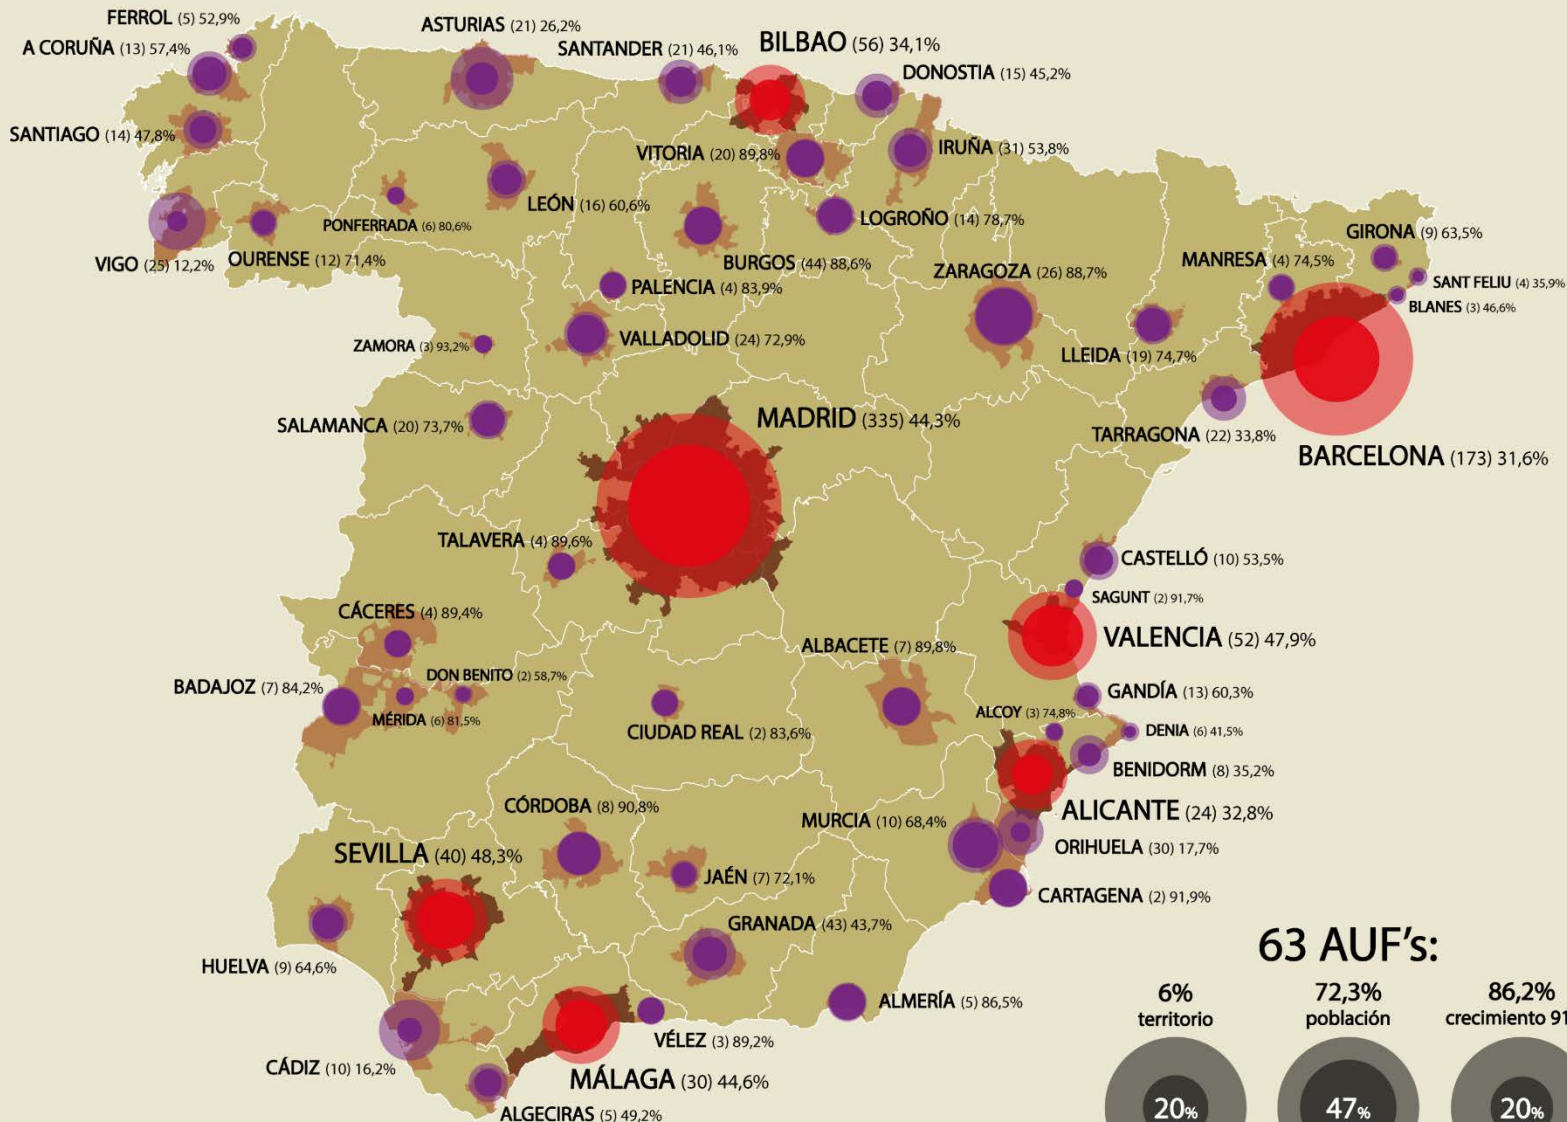 FERROL (5) 52,9%
A CORUÑA (13) 57,4%
ASTURIAS (21) 26,2%
SANTANDER (21) 46,1%
BILBAO (56) 34,1%
DONOSTIA (15) 45,2%
SANTIAGO (14) 47,8%
VITORIA (20) 89,8%
IRUÑA (31) 53,8%
LEÓN (16) 60,6%
PONFERRADA (6) 80,6%
LOGROÑO (14) 78,7%
GIRONA (9) 63,5%
VIGO (25) 12,2%
OURENSE (12) 71,4%
BURGOS (44) 88,6%
ZARAGOZA (26) 88,7%
MANRESA (4) 74,5%
SANT FELIU (4) 35,9%
PALENCIA (4) 83,9%
BLANES (3) 46,6%
ZAMORA (3) 93,2%
VALLADOLID (24) 72,9%
LLEIDA (19) 74,7%
SALAMANCA (20) 73,7%
MADRID (335) 44,3%
TARRAGONA (22) 33,8%
BARCELONA (173) 31,6%
TALAVERA (4) 89,6%
CASTELLÓ (10) 53,5%
SAGUNT (2) 91,7%
CÁCERES (4) 89,4%
VALENCIA (52) 47,9%
ALBACETE (7) 89,8%
DON BENITO (2) 58,7%
BADAJOZ (7) 84,2%
GANDÍA (13) 60,3%
MÉRIDA (6) 81,5%
ALCOY (3) 74,8%
CIUDAD REAL (2) 83,6%
DENIA (6) 41,5%
BENIDORM (8) 35,2%
CÓRDOBA (8) 90,8%
ALICANTE (24) 32,8%
MURCIA (10) 68,4%
SEVILLA (40) 48,3%
ORIHUELA (30) 17,7%
JAÉN (7) 72,1%
CARTAGENA (2) 91,9%
GRANADA (43) 43,7%
HUELVA (9) 64,6%
ALMERÍA (5) 86,5%
VÉLEZ (3) 89,2%
CÁDIZ (10) 16,2%
MÁLAGA (30) 44,6%
ALGECIRAS (5) 49,2%
63 AUF's:
6% 72,3% 86,2%
territorio población crecimiento 91
20% 47% 20%